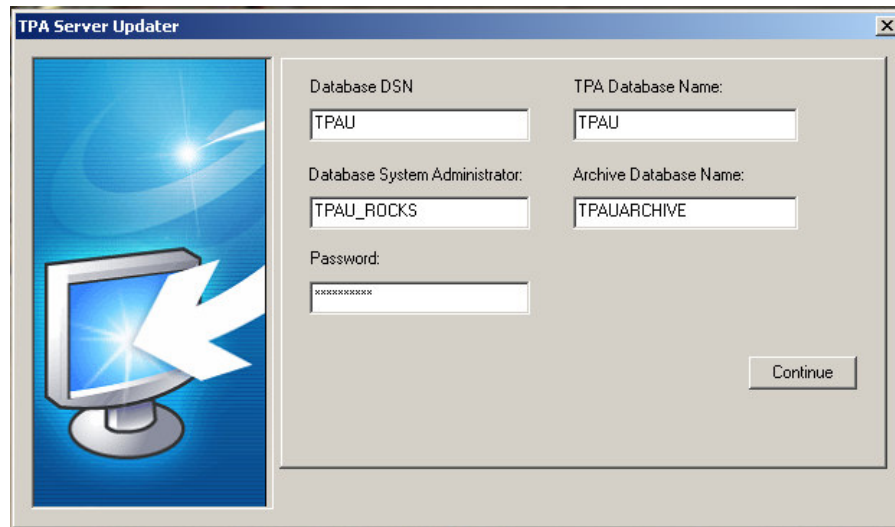 TPA Server Updater
Database DSN
TPA Database Name:
TPAU
TPAU
Database System Administrator:
Archive Database Name:
TPAU_ROCKS
TPAUARCHIVE
Password:
**********
Continue